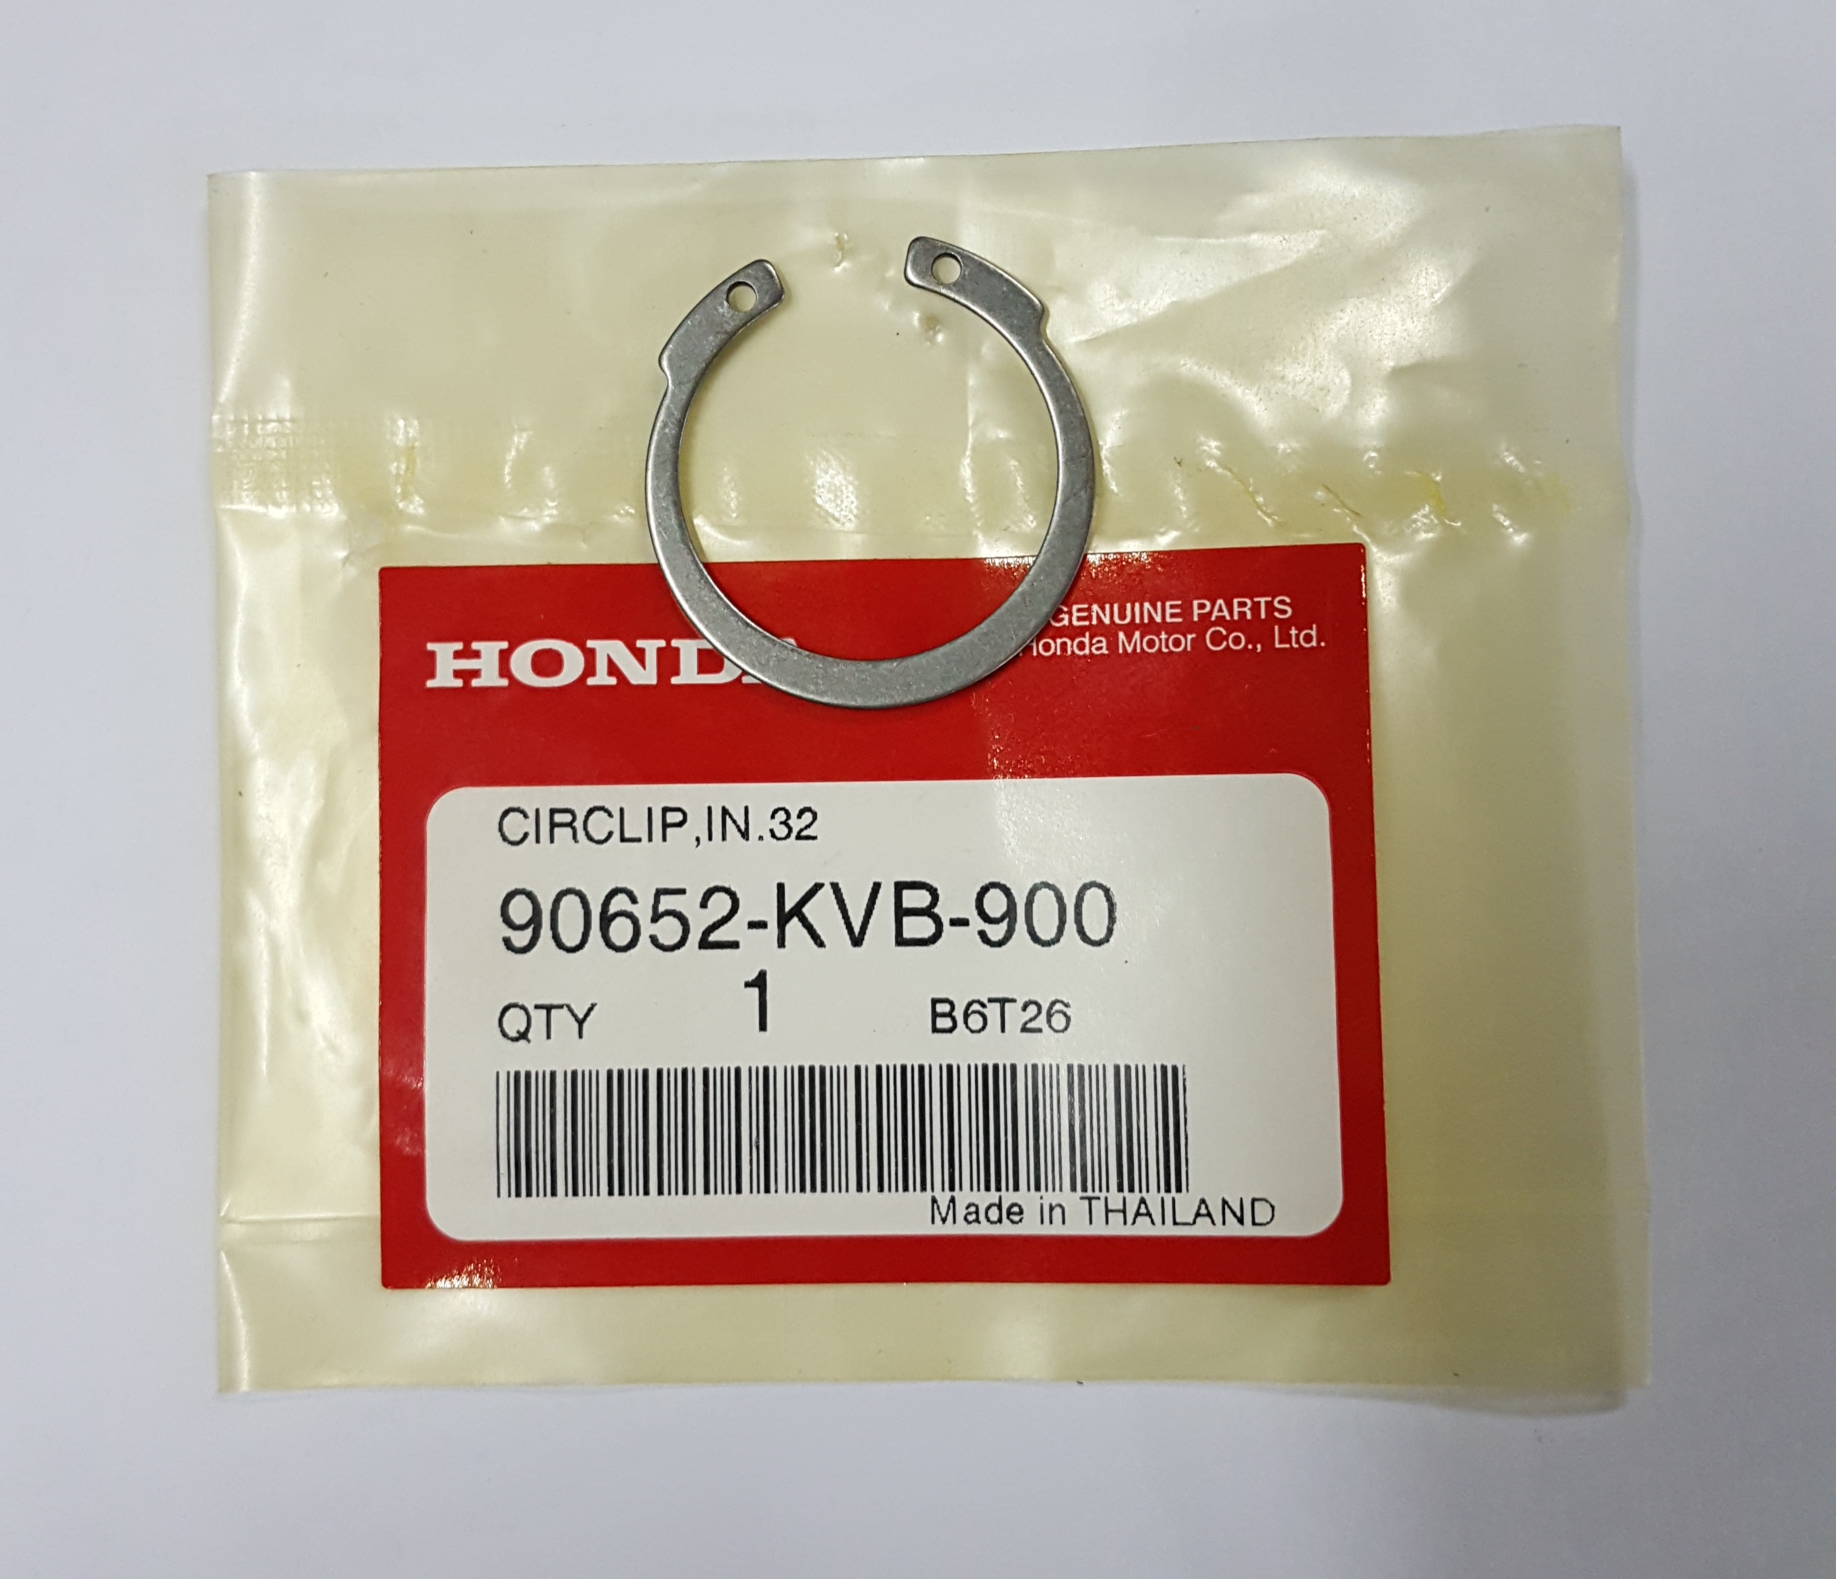 HONDA
GENUINE PARTS
Honda Motor Co., Ltd.
CIRCLIP,IN.32
90652-KVB-900
QTY 1 B6T26
Made in THAILAND